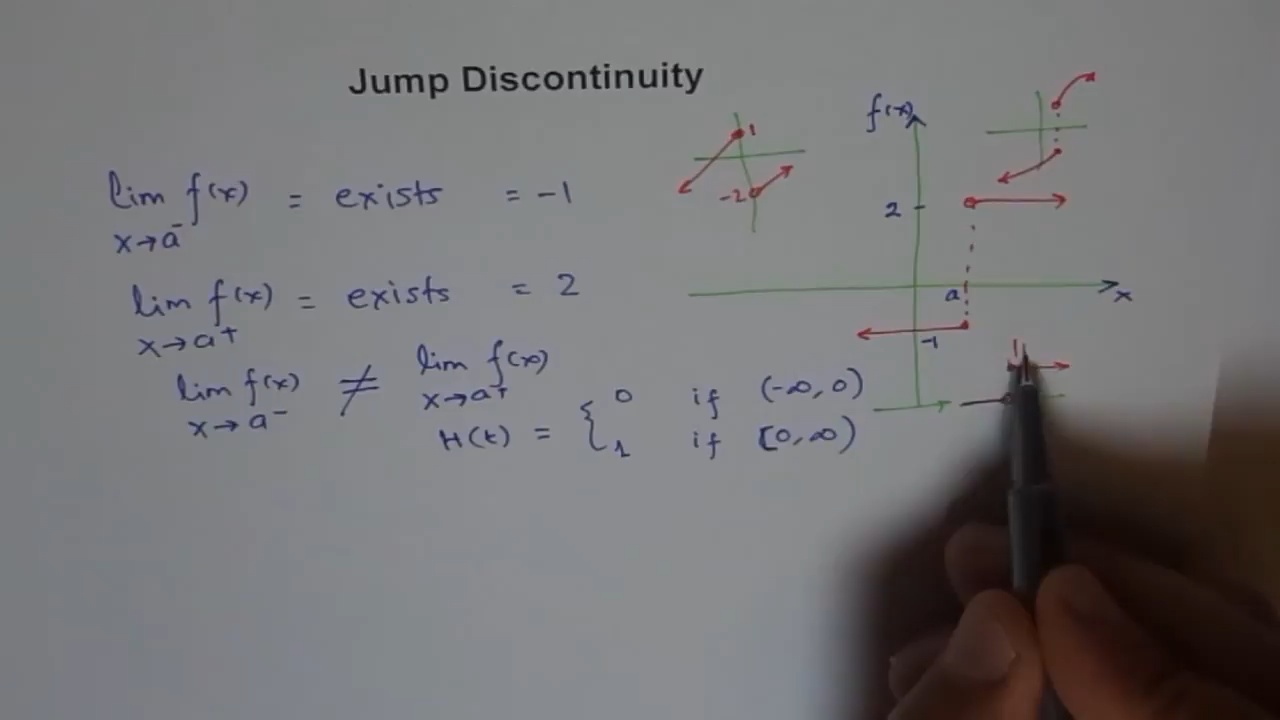 Jump Discontinuity
lim f(x) = exists = -1
x→a⁻
lim f(x) = exists = 2
x→a⁺
lim f(x) ≠ lim f(x)
x→a⁻ x→a⁺
H(t) = { 0 if (-∞, 0)
1 if [0, ∞)
1
-2
f(x)
2
a
x
-1
1